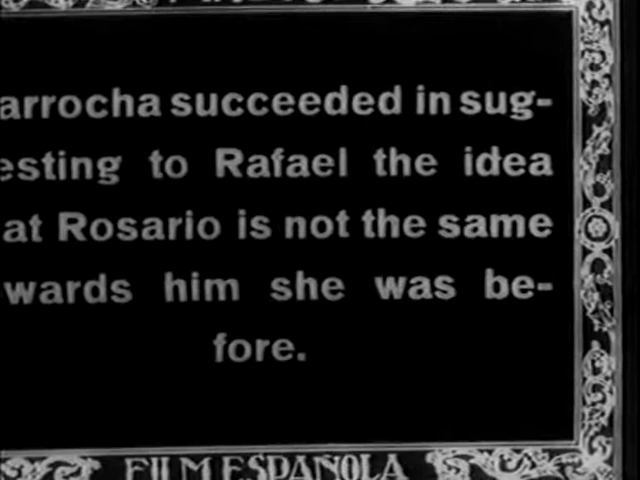 arrocha succeeded in sug-
esting to Rafael the idea
at Rosario is not the same
wards him she was be-
fore.
FILM ESPAÑOLA